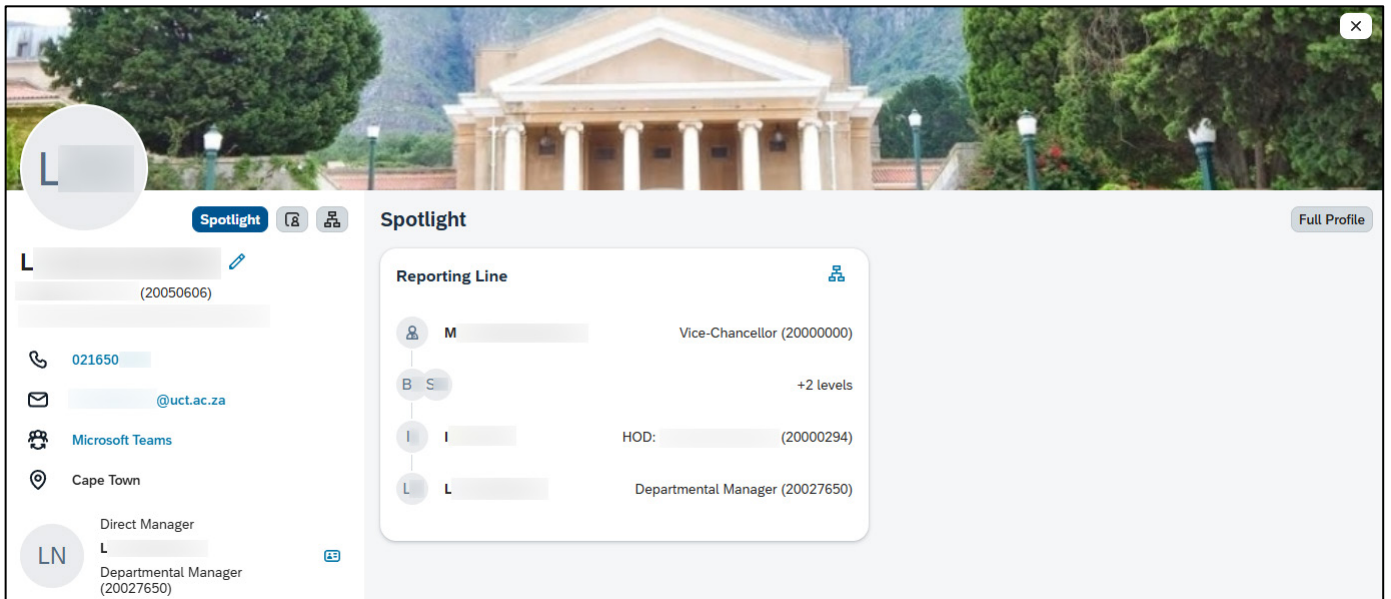 L
Spotlight
L
(20050606)
021650
@uct.ac.za
Microsoft Teams
Cape Town
LN
Direct Manager
L
Departmental Manager
(20027650)
Spotlight
Full Profile
Reporting Line
M
Vice-Chancellor (20000000)
B S
+2 levels
I
I
HOD:
(20000294)
L
L
Departmental Manager (20027650)